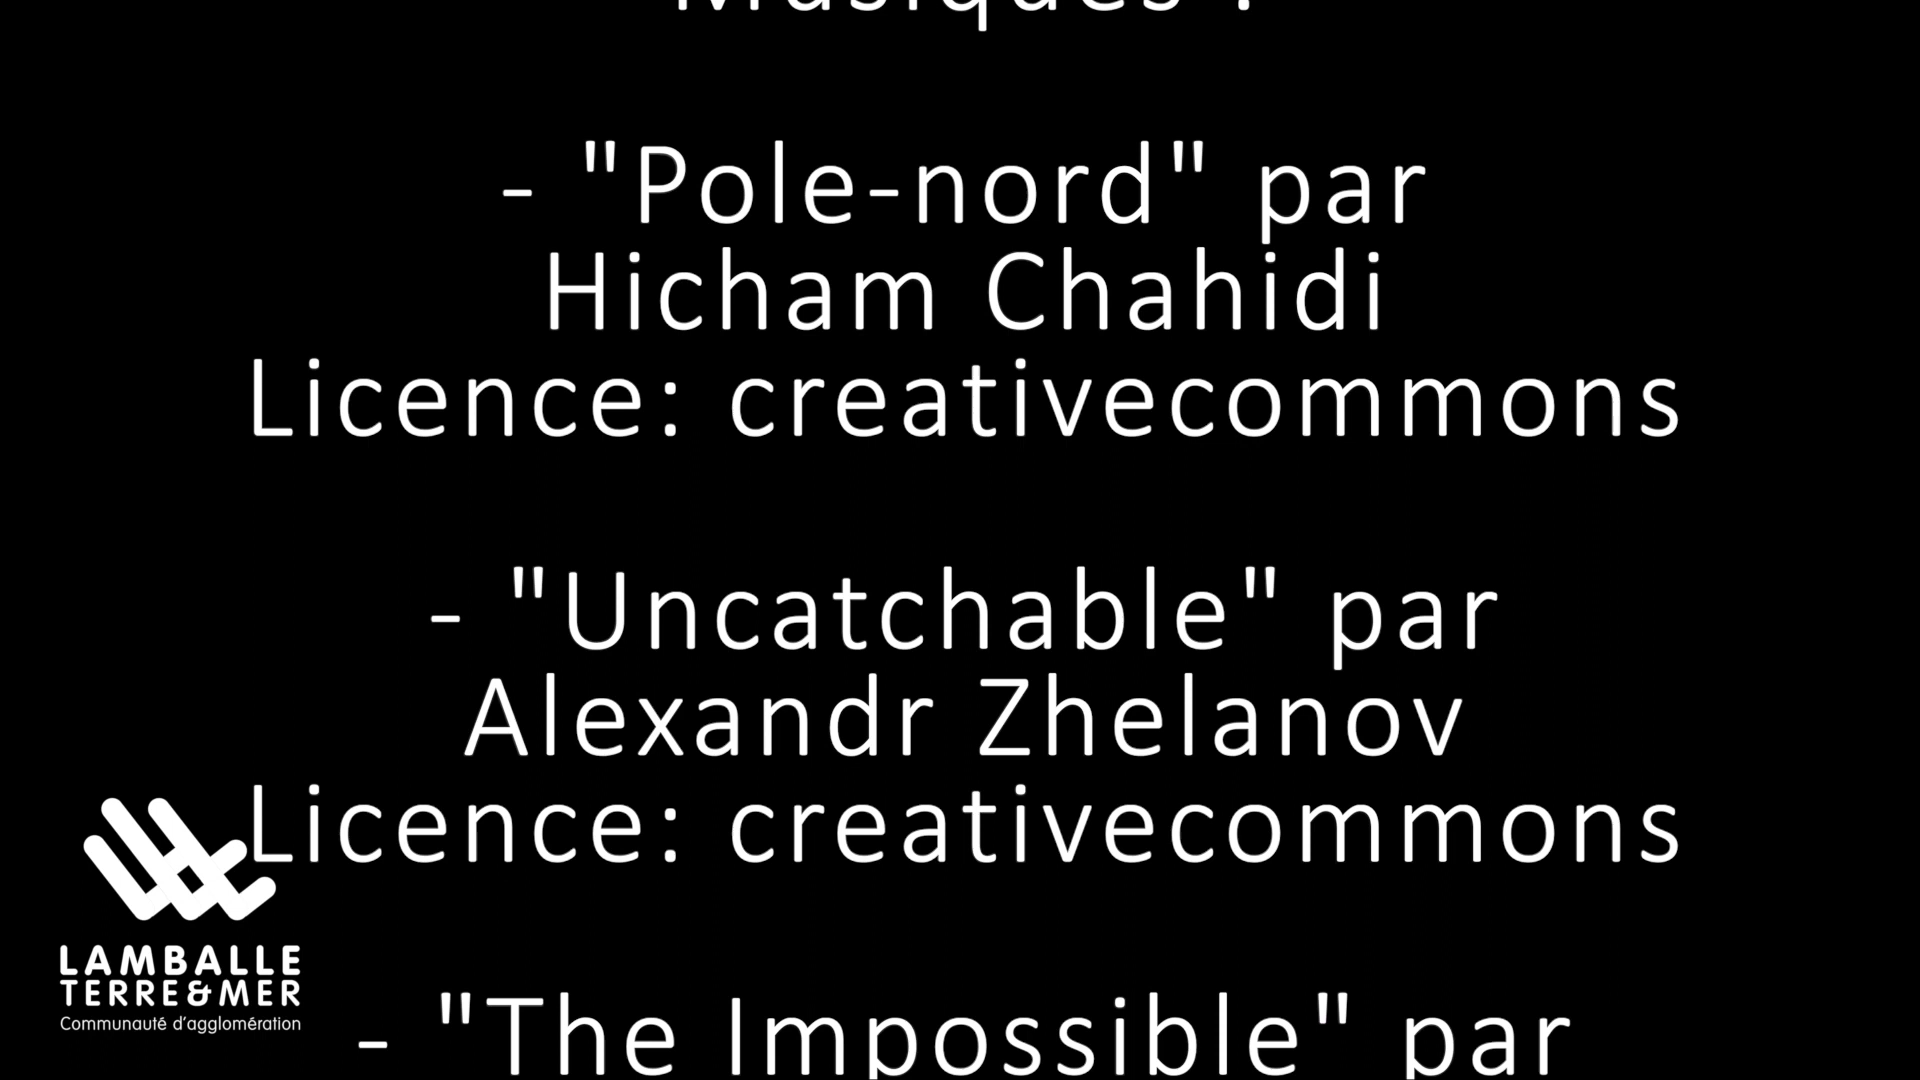 Musiques :
- "Pole-nord" par
Hicham Chahidi
Licence: creativecommons
- "Uncatchable" par
Alexandr Zhelanov
Licence: creativecommons
- "The Impossible" par
LAMBALLE
TERRE&MER
Communauté d'agglomération